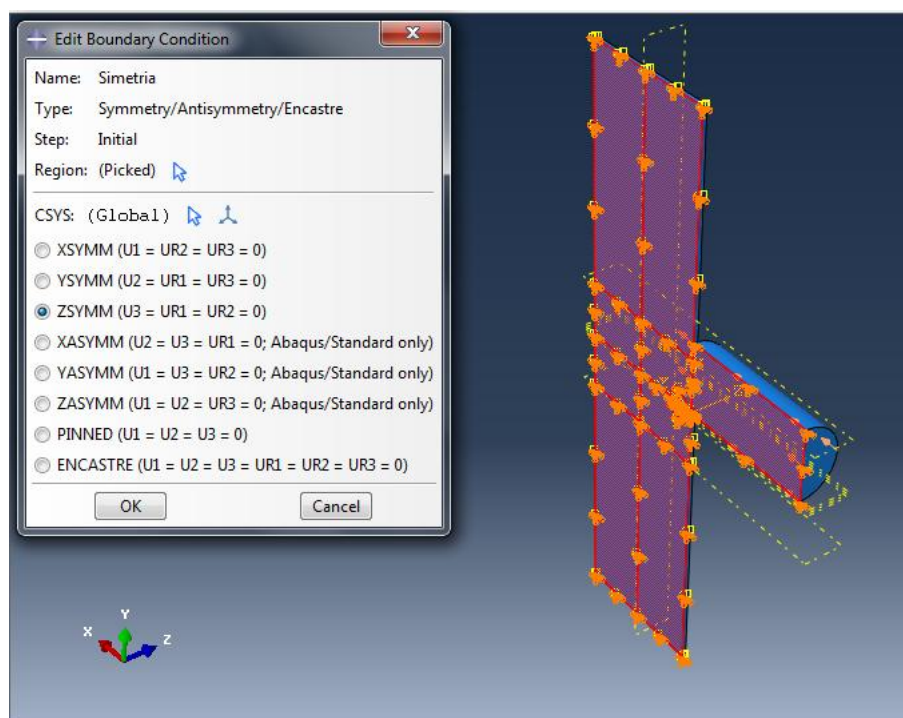 Edit Boundary Condition
Name: Simetria
Type: Symmetry/Antisymmetry/Encastre
Step: Initial
Region: (Picked)
CSYS: (Global)
XSYMM (U1 = UR2 = UR3 = 0)
YSYMM (U2 = UR1 = UR3 = 0)
ZSYMM (U3 = UR1 = UR2 = 0)
XASYMM (U2 = U3 = UR1 = 0; Abaqus/Standard only)
YASYMM (U1 = U3 = UR2 = 0; Abaqus/Standard only)
ZASYMM (U1 = U2 = UR3 = 0; Abaqus/Standard only)
PINNED (U1 = U2 = U3 = 0)
ENCASTRE (U1 = U2 = U3 = UR1 = UR2 = UR3 = 0)
OK Cancel
Y
X Z